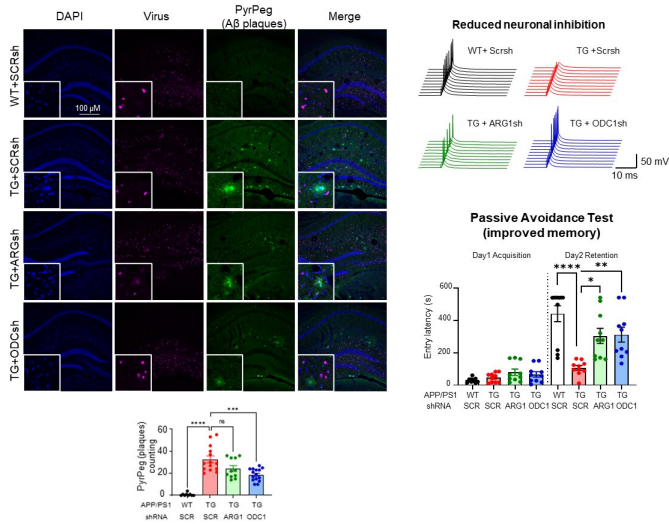 DAPI
Virus
PyrPeg
(Aβ plaques)
Merge
WT+SCRsh
100 µM
TG+SCRsh
TG+ARGsh
TG+ODCsh
Reduced neuronal inhibition
WT+ Scrsh
TG +Scrsh
TG + ARG1sh
TG + ODC1sh
50 mV
10 ms
Passive Avoidance Test
(improved memory)
Day1 Acquisition
Day2 Retention
**** ** *
Entry latency (s)
600
400
200
0
APP/PS1 WT TG TG TG WT TG TG TG
shRNA SCR SCR ARG1 ODC1 SCR SCR ARG1 ODC1
PyrPeg (plaques)
counting
60
40
20
0
**** ns ***
APP/PS1 WT TG TG TG
shRNA SCR SCR ARG1 ODC1